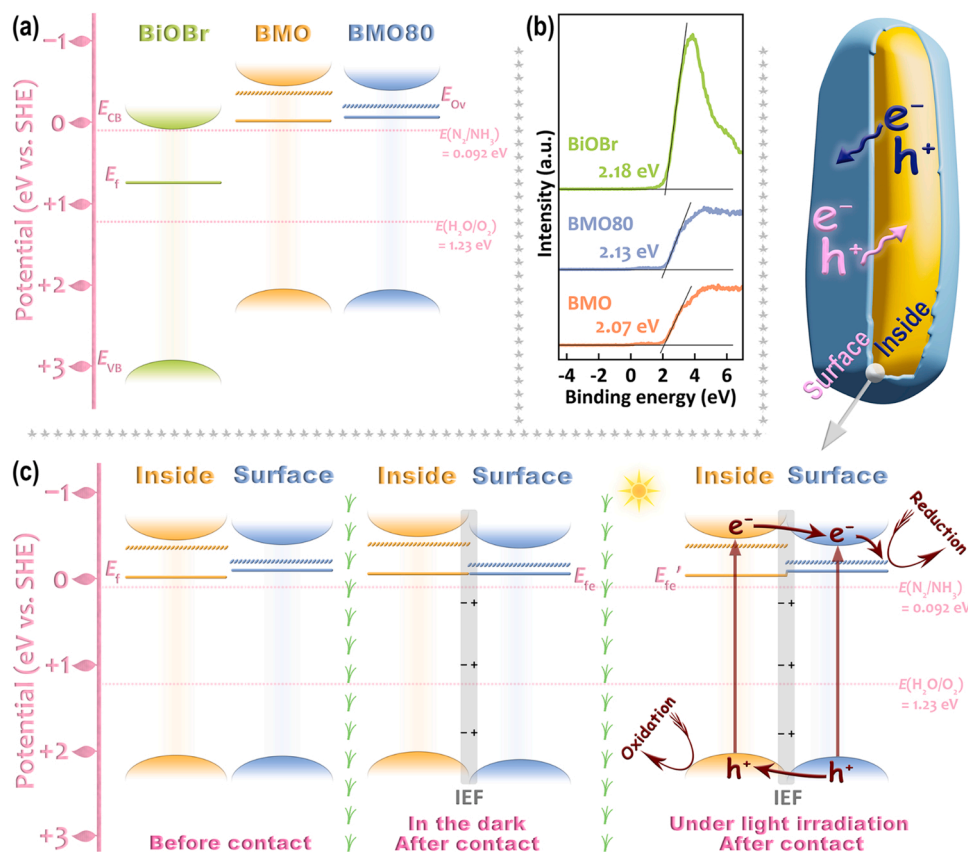 (a)
BiOBr
BMO
BMO80
Potential (eV vs. SHE)
−1
0
+1
+2
+3
E_CB
E_f
E_VB
E_Ov
E(N₂/NH₃)
= 0.092 eV
E(H₂O/O₂)
= 1.23 eV
(b)
Intensity (a.u.)
BiOBr
2.18 eV
BMO80
2.13 eV
BMO
2.07 eV
-4 -2 0 2 4 6
Binding energy (eV)
e⁻
h⁺
e⁻
h⁺
Surface
Inside
(c)
Potential (eV vs. SHE)
−1
0
+1
+2
+3
Inside
Surface
E_f
Before contact
Inside
Surface
E_fe
- +
- +
- +
IEF
In the dark
After contact
Inside
Surface
e⁻
e⁻
Reduction
E_fe'
E(N₂/NH₃)
= 0.092 eV
- +
- +
E(H₂O/O₂)
= 1.23 eV
- +
Oxidation
h⁺
h⁺
IEF
Under light irradiation
After contact